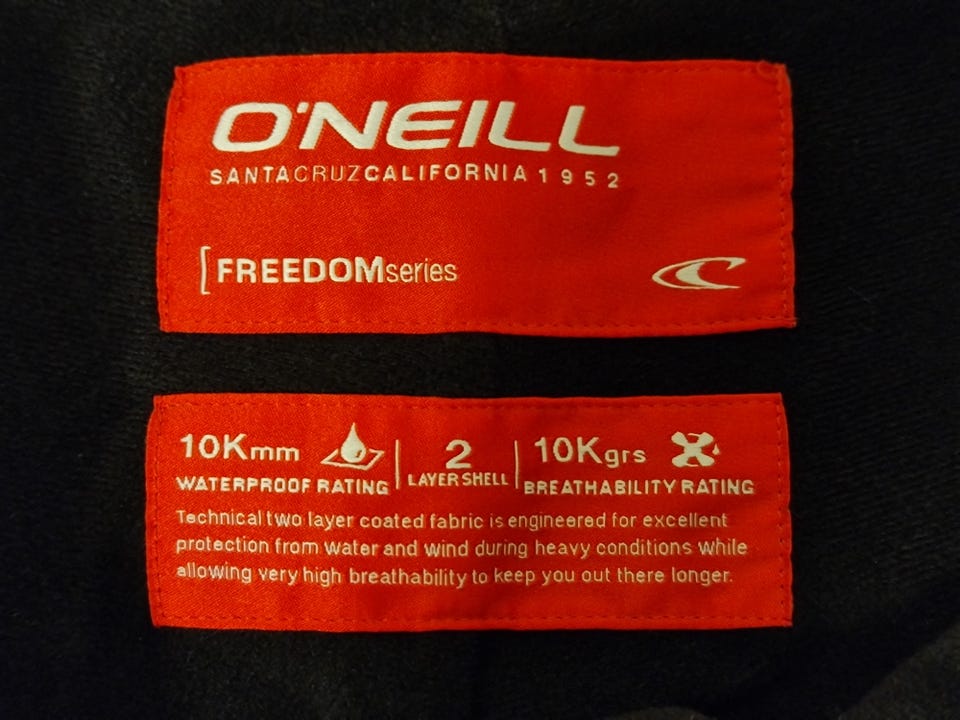 O'NEILL
SANTACRUZCALIFORNIA1952
[FREEDOMseries
10Kmm 2 10Kgrs
WATERPROOF RATING LAYER SHELL BREATHABILITY RATING
Technical two layer coated fabric is engineered for excellent
protection from water and wind during heavy conditions while
allowing very high breathability to keep you out there longer.